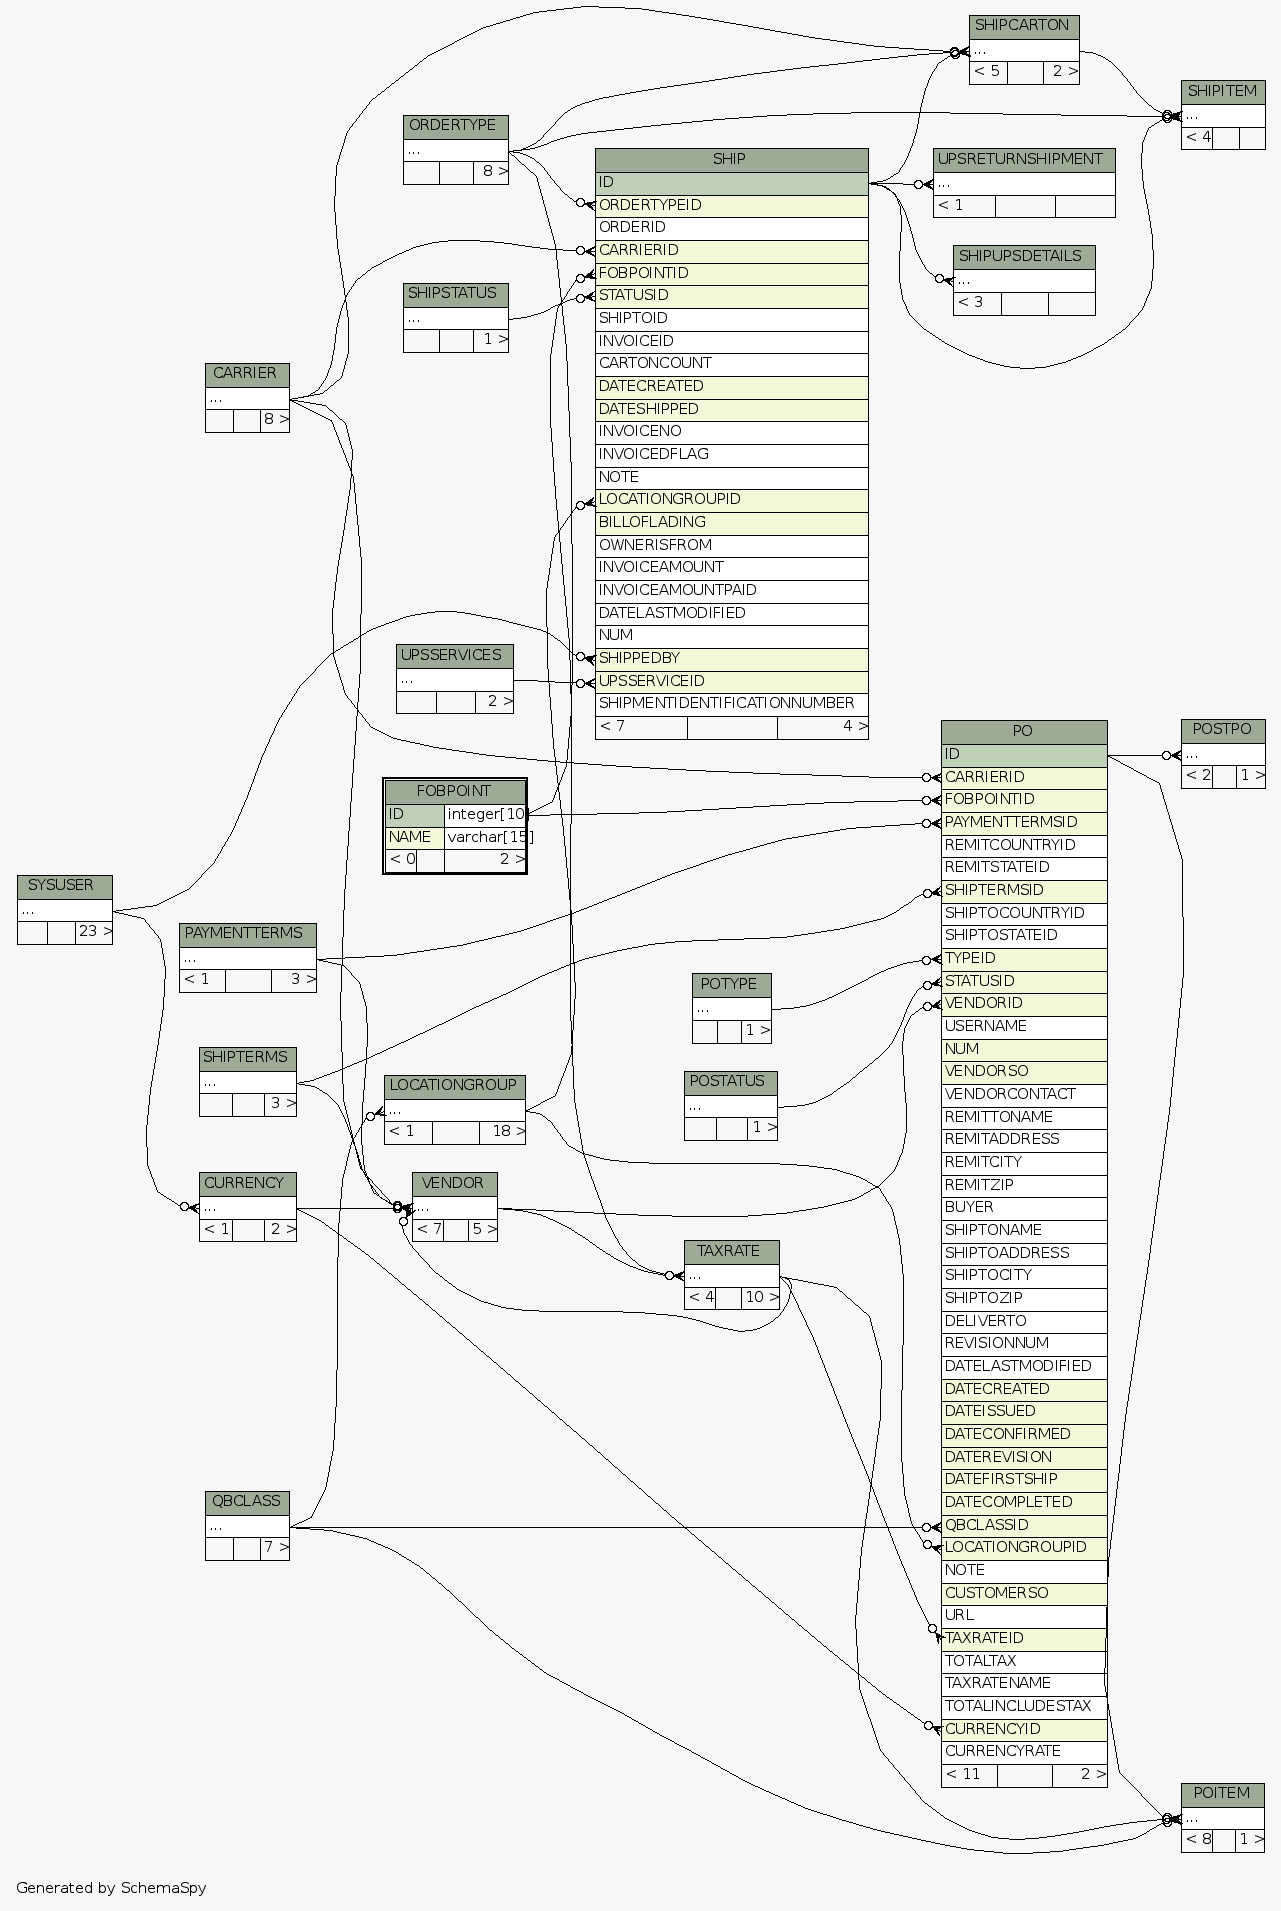 SHIPCARTON
...
< 5 2 >
SHIPITEM
...
< 4
ORDERTYPE
...
8 >
SHIP
ID
ORDERTYPEID
ORDERID
CARRIERID
FOBPOINTID
STATUSID
SHIPTOID
INVOICEID
CARTONCOUNT
DATECREATED
DATESHIPPED
INVOICENO
INVOICEDFLAG
NOTE
LOCATIONGROUPID
BILLOFLADING
OWNERISFROM
INVOICEAMOUNT
INVOICEAMOUNTPAID
DATELASTMODIFIED
NUM
SHIPPEDBY
UPSSERVICEID
SHIPMENTIDENTIFICATIONNUMBER
< 7 4 >
UPSRETURNSHIPMENT
...
< 1
SHIPUPSDETAILS
...
< 3
SHIPSTATUS
...
1 >
CARRIER
...
8 >
UPSSERVICES
...
2 >
FOBPOINT
ID integer[10]
NAME varchar[15]
< 0 2 >
PO
ID
CARRIERID
FOBPOINTID
PAYMENTTERMSID
REMITCOUNTRYID
REMITSTATEID
SHIPTERMSID
SHIPTOCOUNTRYID
SHIPTOSTATEID
TYPEID
STATUSID
VENDORID
USERNAME
NUM
VENDORSO
VENDORCONTACT
REMITTONAME
REMITADDRESS
REMITCITY
REMITZIP
BUYER
SHIPTONAME
SHIPTOADDRESS
SHIPTOCITY
SHIPTOZIP
DELIVERTO
REVISIONNUM
DATELASTMODIFIED
DATECREATED
DATEISSUED
DATECONFIRMED
DATEREVISION
DATEFIRSTSHIP
DATECOMPLETED
QBCLASSID
LOCATIONGROUPID
NOTE
CUSTOMERSO
URL
TAXRATEID
TOTALTAX
TAXRATENAME
TOTALINCLUDESTAX
CURRENCYID
CURRENCYRATE
< 11 2 >
POSTPO
...
< 2 1 >
SYSUSER
...
23 >
PAYMENTTERMS
...
< 1 3 >
POTYPE
...
1 >
SHIPTERMS
...
3 >
LOCATIONGROUP
...
< 1 18 >
POSTATUS
...
1 >
CURRENCY
...
< 1 2 >
VENDOR
...
< 7 5 >
TAXRATE
...
< 4 10 >
QBCLASS
...
7 >
POITEM
...
< 8 1 >
Generated by SchemaSpy